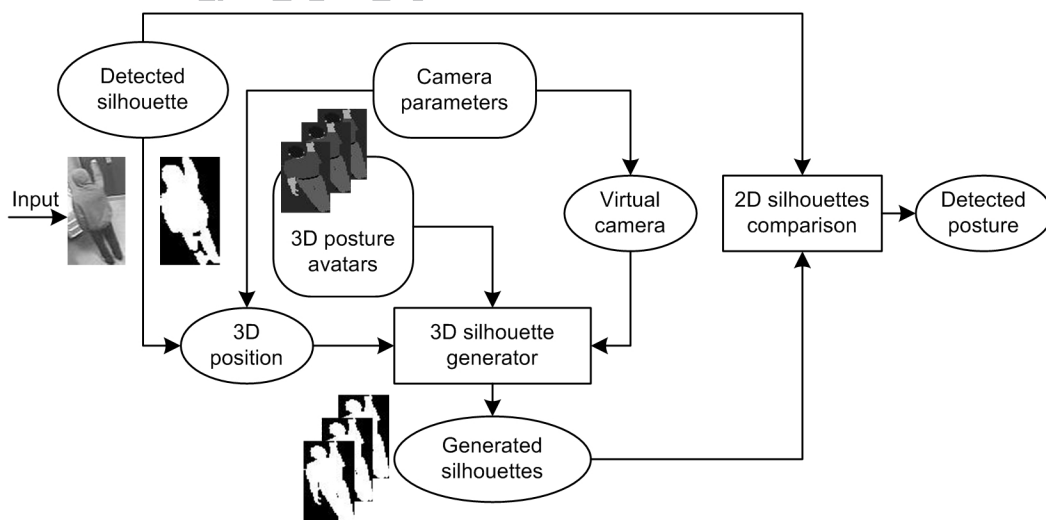 Detected
silhouette
Camera
parameters
Input
3D posture
avatars
Virtual
camera
2D silhouettes
comparison
Detected
posture
3D
position
3D silhouette
generator
Generated
silhouettes